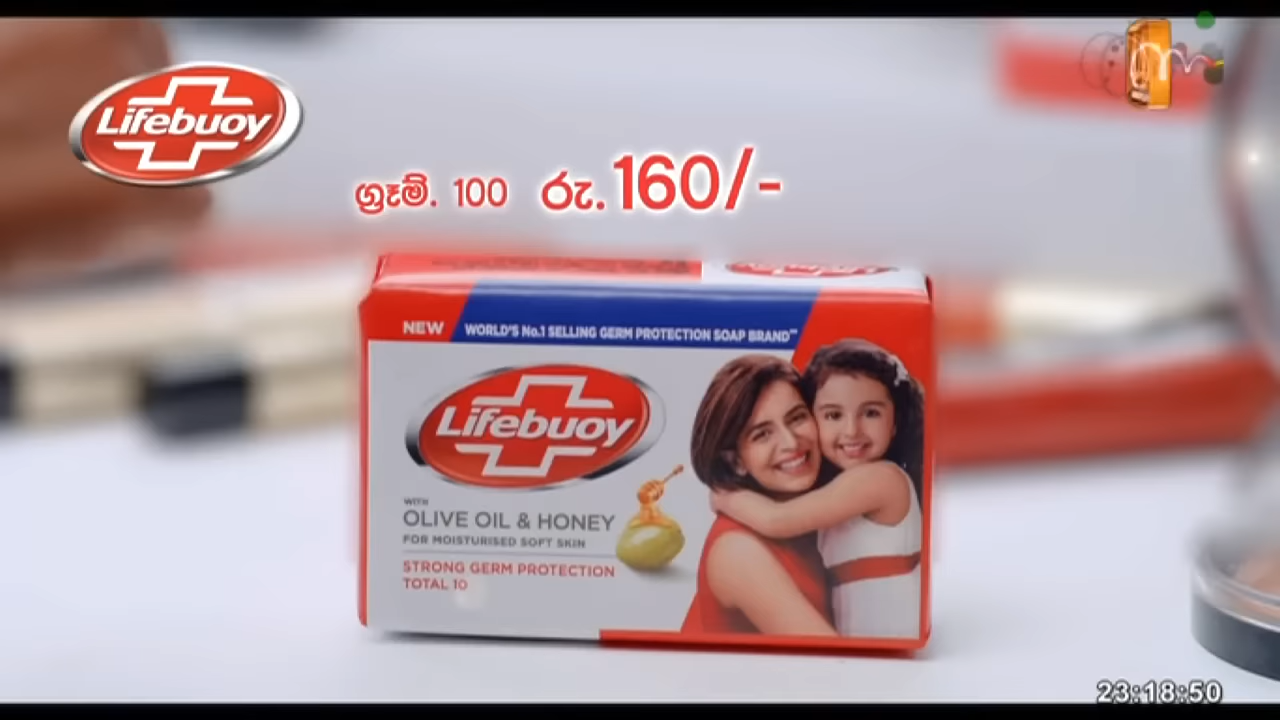 Lifebuoy
ග්‍රෑම්. 100 රු. 160/-
NEW WORLD'S No.1 SELLING GERM PROTECTION SOAP BRAND™
Lifebuoy
WITH
OLIVE OIL & HONEY
FOR MOISTURISED SOFT SKIN
STRONG GERM PROTECTION
TOTAL 10
23:18:50